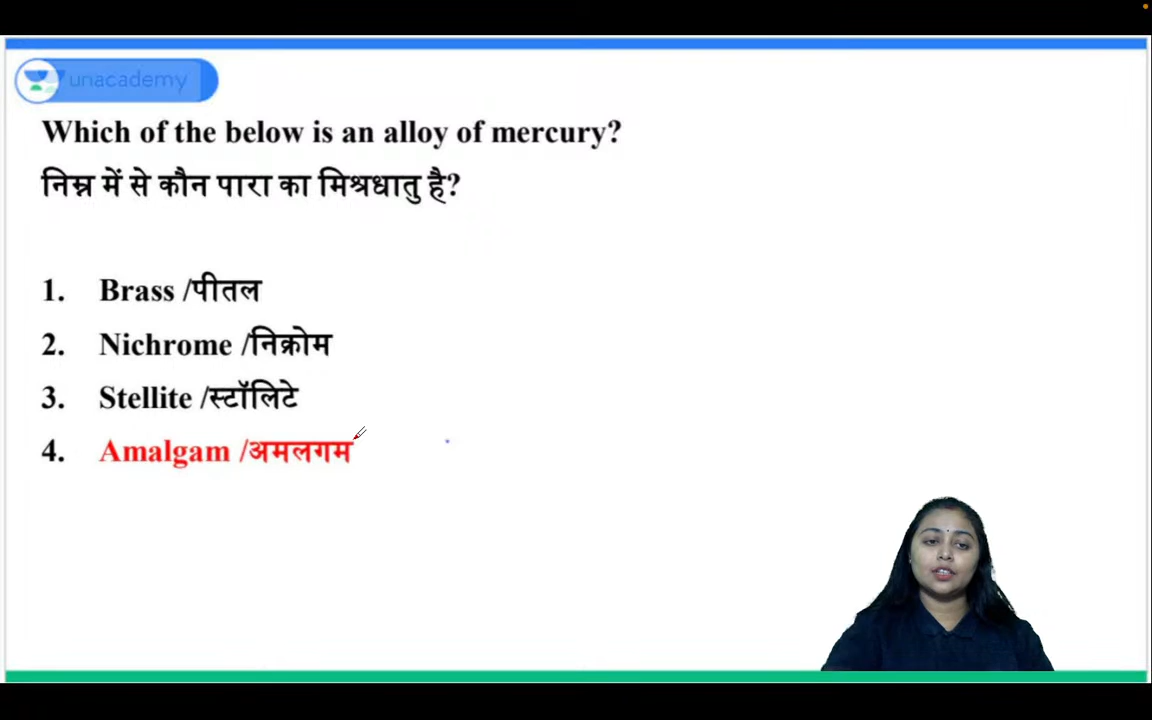 unacademy
Which of the below is an alloy of mercury?
निम्न में से कौन पारा का मिश्रधातु है?
1. Brass /पीतल
2. Nichrome /निक्रोम
3. Stellite /स्टॉलिटे
4. Amalgam /अमलगम